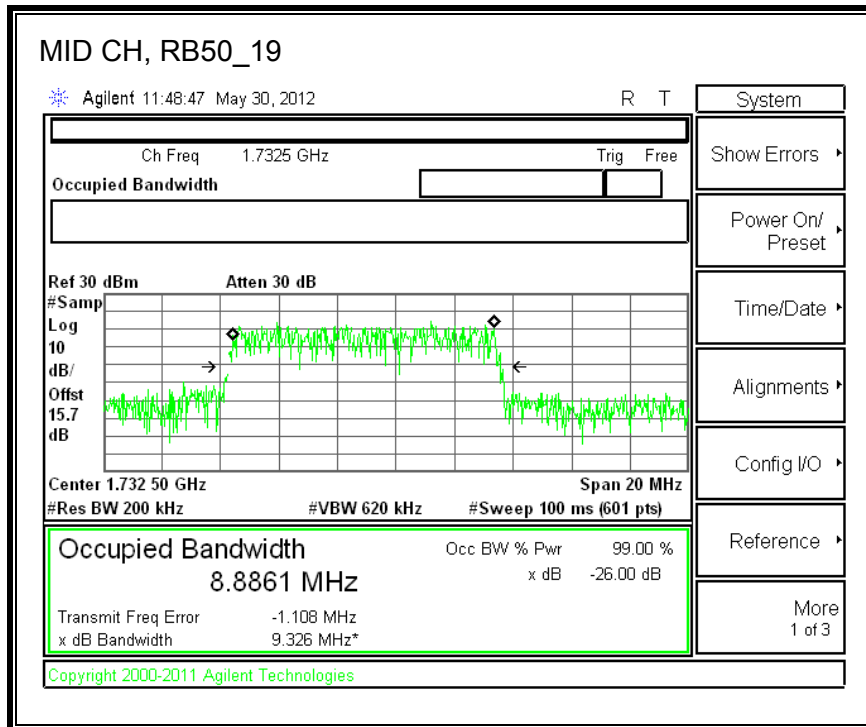 MID CH, RB50_19
Agilent 11:48:47 May 30, 2012 R T
System
Ch Freq 1.7325 GHz Trig Free
Occupied Bandwidth
Show Errors
Power On/
Preset
Time/Date
Alignments
Config I/O
Reference
More
1 of 3
Ref 30 dBm Atten 30 dB
#Samp
Log
10
dB/
Offst
15.7
dB
Center 1.732 50 GHz Span 20 MHz
#Res BW 200 kHz #VBW 620 kHz #Sweep 100 ms (601 pts)
Occupied Bandwidth Occ BW % Pwr 99.00 %
8.8861 MHz x dB -26.00 dB
Transmit Freq Error -1.108 MHz
x dB Bandwidth 9.326 MHz*
Copyright 2000-2011 Agilent Technologies